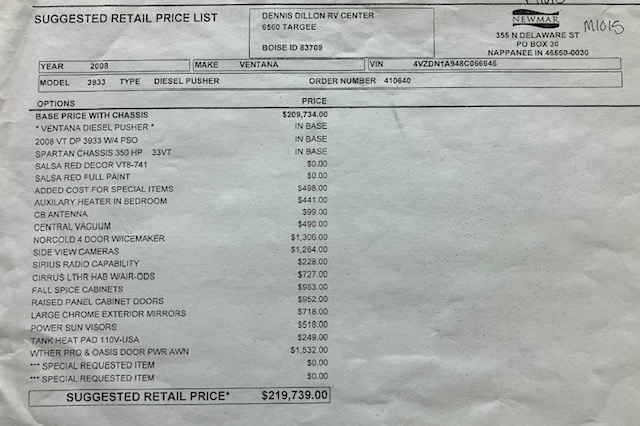 SUGGESTED RETAIL PRICE LIST
DENNIS DILLON RV CENTER
6560 TARGEE
BOISE ID 83709
NEWMAR
M1015
355 N DELAWARE ST
PO BOX 30
NAPPANEE IN 46550-0030
YEAR 2008 MAKE VENTANA VIN 4VZDN1A948C066646
MODEL 3933 TYPE DIESEL PUSHER ORDER NUMBER 410640
OPTIONS PRICE
BASE PRICE WITH CHASSIS $209,734.00
* VENTANA DIESEL PUSHER * IN BASE
2008 VT DP 3933 W/4 PSO IN BASE
SPARTAN CHASSIS 350 HP 33VT IN BASE
SALSA RED DECOR VT8-741 $0.00
SALSA RED FULL PAINT $0.00
ADDED COST FOR SPECIAL ITEMS $498.00
AUXILARY HEATER IN BEDROOM $441.00
CB ANTENNA $99.00
CENTRAL VACUUM $490.00
NORCOLD 4 DOOR W/ICEMAKER $1,306.00
SIDE VIEW CAMERAS $1,264.00
SIRIUS RADIO CAPABILITY $228.00
CIRRUS LTHR HAB W/AIR-ODS $727.00
FALL SPICE CABINETS $983.00
RAISED PANEL CABINET DOORS $952.00
LARGE CHROME EXTERIOR MIRRORS $718.00
POWER SUN VISORS $518.00
TANK HEAT PAD 110V-USA $249.00
WTHER PRO & OASIS DOOR PWR AWN $1,532.00
*** SPECIAL REQUESTED ITEM $0.00
*** SPECIAL REQUESTED ITEM $0.00
SUGGESTED RETAIL PRICE* $219,739.00